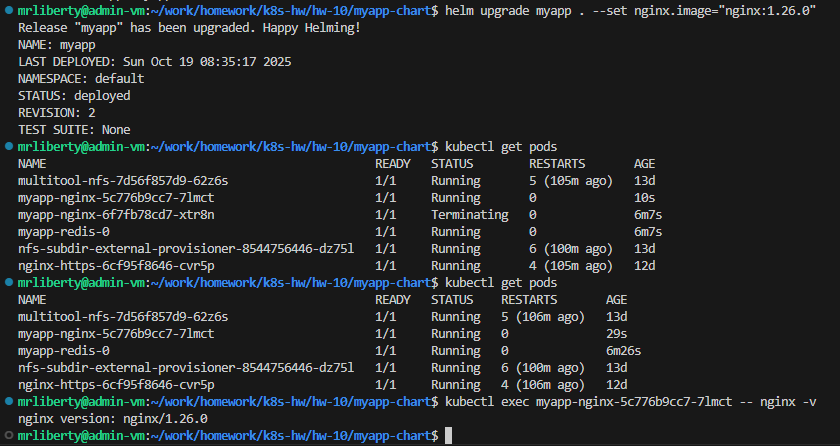 mrliberty@admin-vm:~/work/homework/k8s-hw/hw-10/myapp-chart$ helm upgrade myapp . --set nginx.image="nginx:1.26.0"
Release "myapp" has been upgraded. Happy Helming!
NAME: myapp
LAST DEPLOYED: Sun Oct 19 08:35:17 2025
NAMESPACE: default
STATUS: deployed
REVISION: 2
TEST SUITE: None
mrliberty@admin-vm:~/work/homework/k8s-hw/hw-10/myapp-chart$ kubectl get pods
NAME READY STATUS RESTARTS AGE
multitool-nfs-7d56f857d9-62z6s 1/1 Running 5 (105m ago) 13d
myapp-nginx-5c776b9cc7-7lmct 1/1 Running 0 10s
myapp-nginx-6f7fb78cd7-xtr8n 1/1 Terminating 0 6m7s
myapp-redis-0 1/1 Running 0 6m7s
nfs-subdir-external-provisioner-8544756446-dz75l 1/1 Running 6 (100m ago) 13d
nginx-https-6cf95f8646-cvr5p 1/1 Running 4 (105m ago) 12d
mrliberty@admin-vm:~/work/homework/k8s-hw/hw-10/myapp-chart$ kubectl get pods
NAME READY STATUS RESTARTS AGE
multitool-nfs-7d56f857d9-62z6s 1/1 Running 5 (106m ago) 13d
myapp-nginx-5c776b9cc7-7lmct 1/1 Running 0 29s
myapp-redis-0 1/1 Running 0 6m26s
nfs-subdir-external-provisioner-8544756446-dz75l 1/1 Running 6 (100m ago) 13d
nginx-https-6cf95f8646-cvr5p 1/1 Running 4 (106m ago) 12d
mrliberty@admin-vm:~/work/homework/k8s-hw/hw-10/myapp-chart$ kubectl exec myapp-nginx-5c776b9cc7-7lmct -- nginx -v
nginx version: nginx/1.26.0
mrliberty@admin-vm:~/work/homework/k8s-hw/hw-10/myapp-chart$